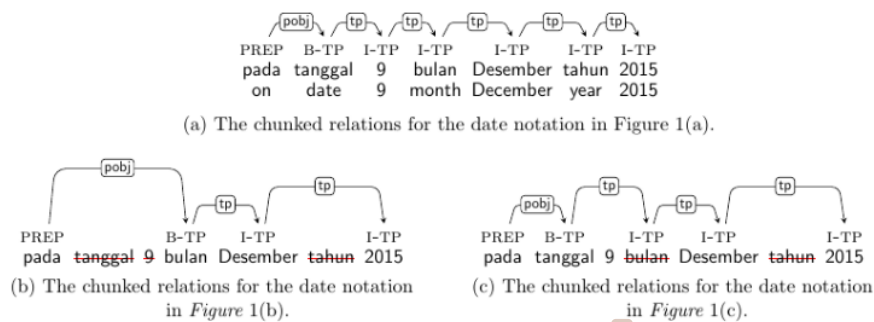 pobj tp tp tp tp tp
PREP B-TP I-TP I-TP I-TP I-TP I-TP
pada tanggal 9 bulan Desember tahun 2015
on date 9 month December year 2015
(a) The chunked relations for the date notation in Figure 1(a).
pobj tp tp
PREP B-TP I-TP I-TP
pada tanggal 9 bulan Desember tahun 2015
(b) The chunked relations for the date notation
in Figure 1(b).
pobj tp tp tp
PREP B-TP I-TP I-TP I-TP
pada tanggal 9 bulan Desember tahun 2015
(c) The chunked relations for the date notation
in Figure 1(c).